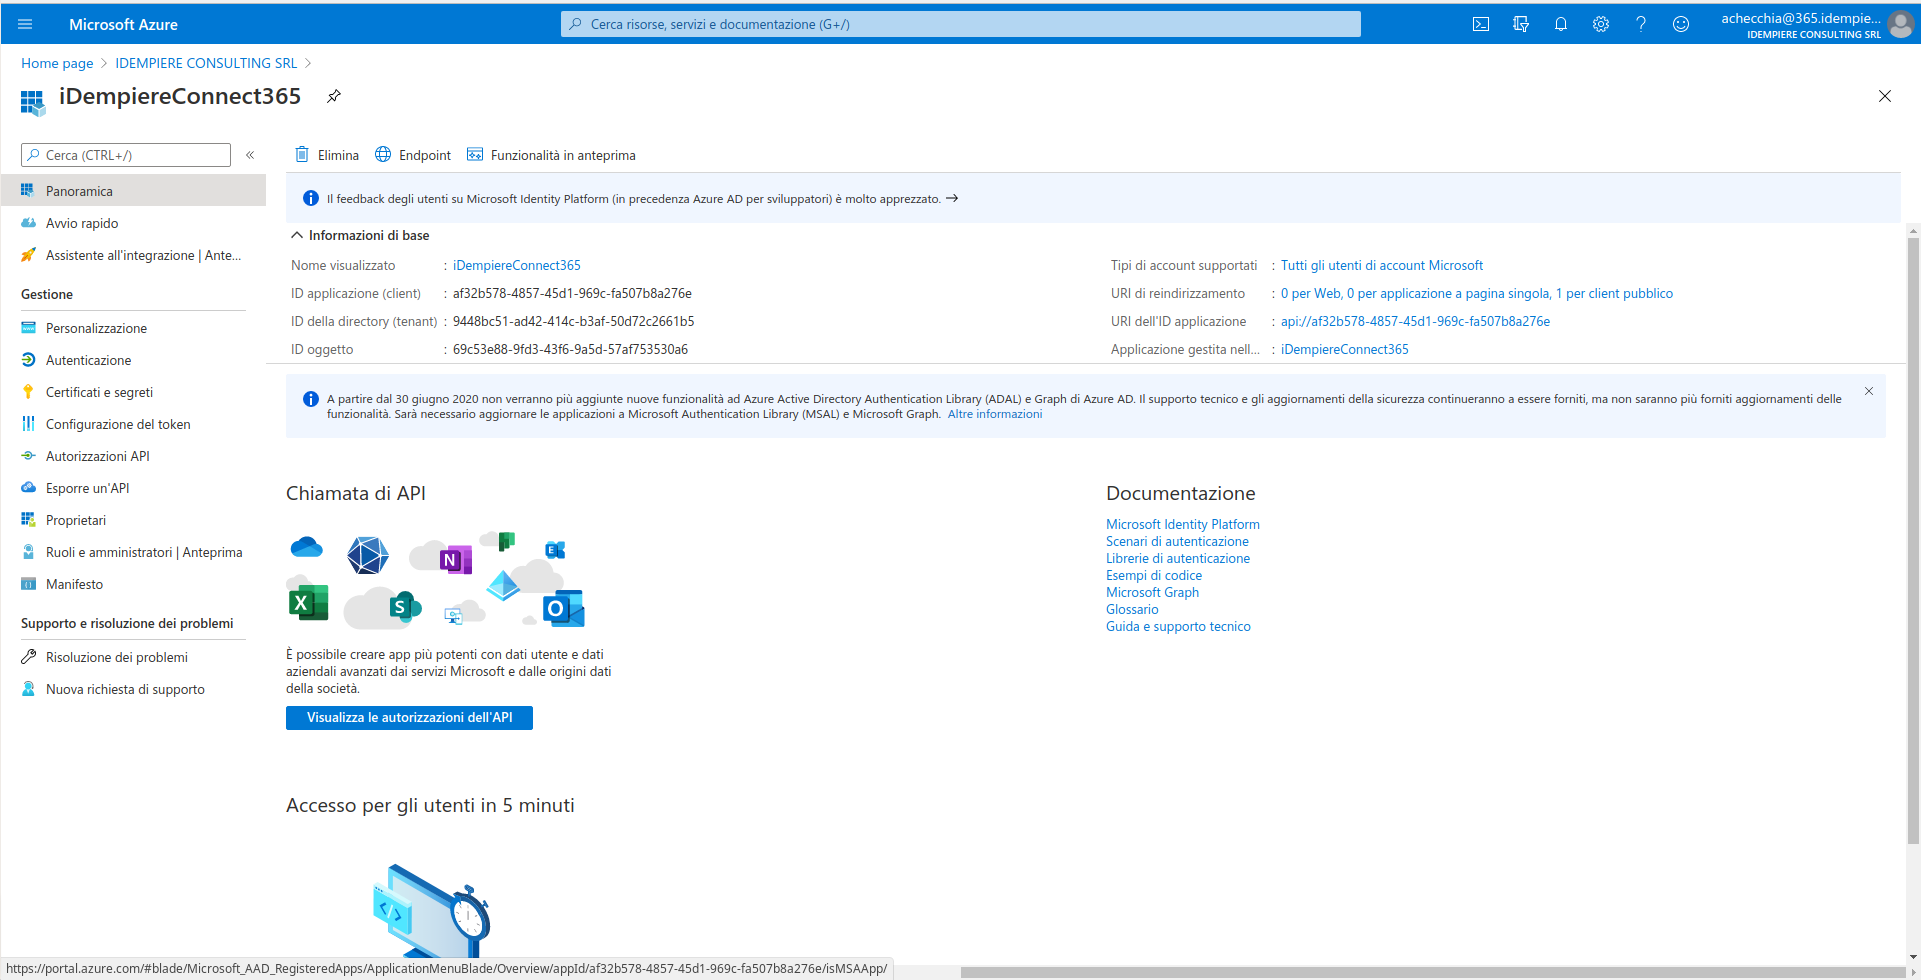 Microsoft Azure
Cerca risorse, servizi e documentazione (G+/)
achecchia@365.idempie...
IDEMPIERE CONSULTING SRL
Home page > IDEMPIERE CONSULTING SRL >
iDempiereConnect365
Cerca (CTRL+/)
«
Elimina
Endpoint
Funzionalità in anteprima
Panoramica
Avvio rapido
Assistente all'integrazione | Ante...
Gestione
Personalizzazione
Autenticazione
Certificati e segreti
Configurazione del token
Autorizzazioni API
Esporre un'API
Proprietari
Ruoli e amministratori | Anteprima
Manifesto
Supporto e risoluzione dei problemi
Risoluzione dei problemi
Nuova richiesta di supporto
Il feedback degli utenti su Microsoft Identity Platform (in precedenza Azure AD per sviluppatori) è molto apprezzato. →
Informazioni di base
Nome visualizzato : iDempiereConnect365
ID applicazione (client) : af32b578-4857-45d1-969c-fa507b8a276e
ID della directory (tenant) : 9448bc51-ad42-414c-b3af-50d72c2661b5
ID oggetto : 69c53e88-9fd3-43f6-9a5d-57af753530a6
Tipi di account supportati : Tutti gli utenti di account Microsoft
URI di reindirizzamento : 0 per Web, 0 per applicazione a pagina singola, 1 per client pubblico
URI dell'ID applicazione : api://af32b578-4857-45d1-969c-fa507b8a276e
Applicazione gestita nell... : iDempiereConnect365
A partire dal 30 giugno 2020 non verranno più aggiunte nuove funzionalità ad Azure Active Directory Authentication Library (ADAL) e Graph di Azure AD. Il supporto tecnico e gli aggiornamenti della sicurezza continueranno a essere forniti, ma non saranno più forniti aggiornamenti delle
funzionalità. Sarà necessario aggiornare le applicazioni a Microsoft Authentication Library (MSAL) e Microsoft Graph. Altre informazioni
Chiamata di API
N
E
X
S
O
È possibile creare app più potenti con dati utente e dati
aziendali avanzati dai servizi Microsoft e dalle origini dati
della società.
Visualizza le autorizzazioni dell'API
Documentazione
Microsoft Identity Platform
Scenari di autenticazione
Librerie di autenticazione
Esempi di codice
Microsoft Graph
Glossario
Guida e supporto tecnico
Accesso per gli utenti in 5 minuti
</>
https://portal.azure.com/#blade/Microsoft_AAD_RegisteredApps/ApplicationMenuBlade/Overview/appId/af32b578-4857-45d1-969c-fa507b8a276e/isMSAApp/